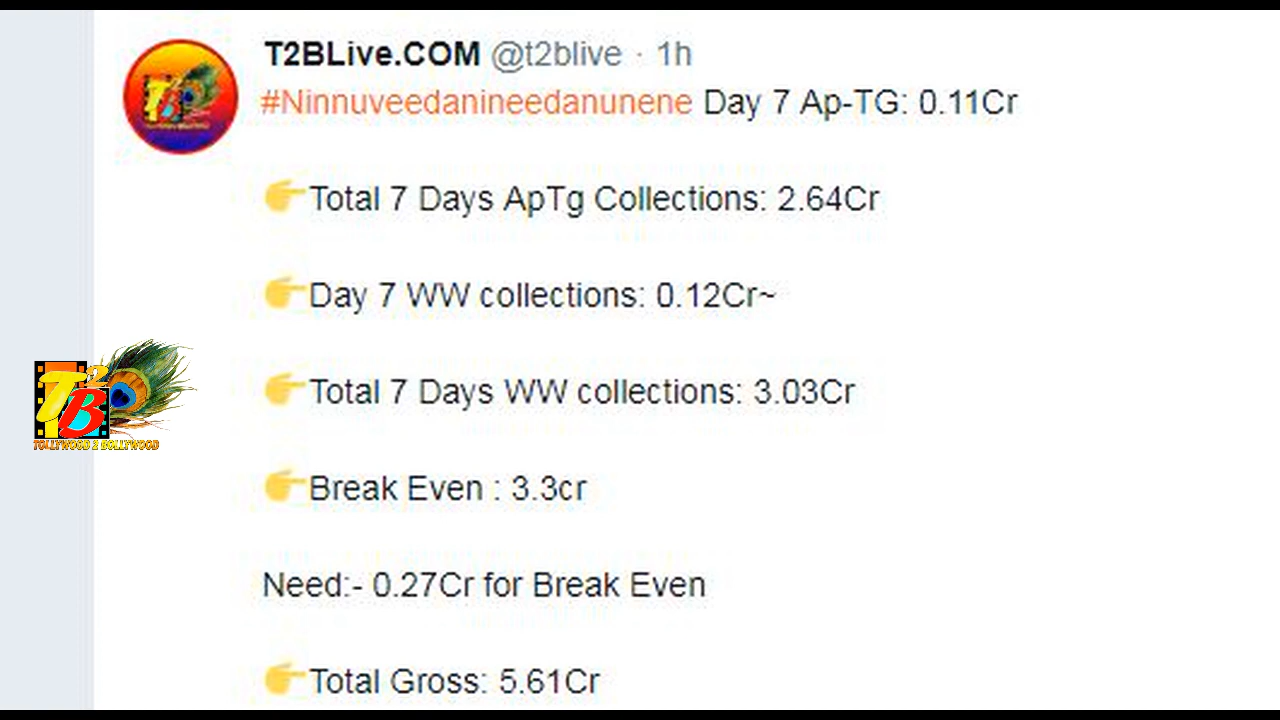 T2BLive.COM @t2blive · 1h
#Ninnuveedanineedanunene Day 7 Ap-TG: 0.11Cr
👉Total 7 Days ApTg Collections: 2.64Cr
👉Day 7 WW collections: 0.12Cr~
👉Total 7 Days WW collections: 3.03Cr
T2B
TOLLYWOOD 2 BOLLYWOOD
👉Break Even : 3.3cr
Need:- 0.27Cr for Break Even
👉Total Gross: 5.61Cr